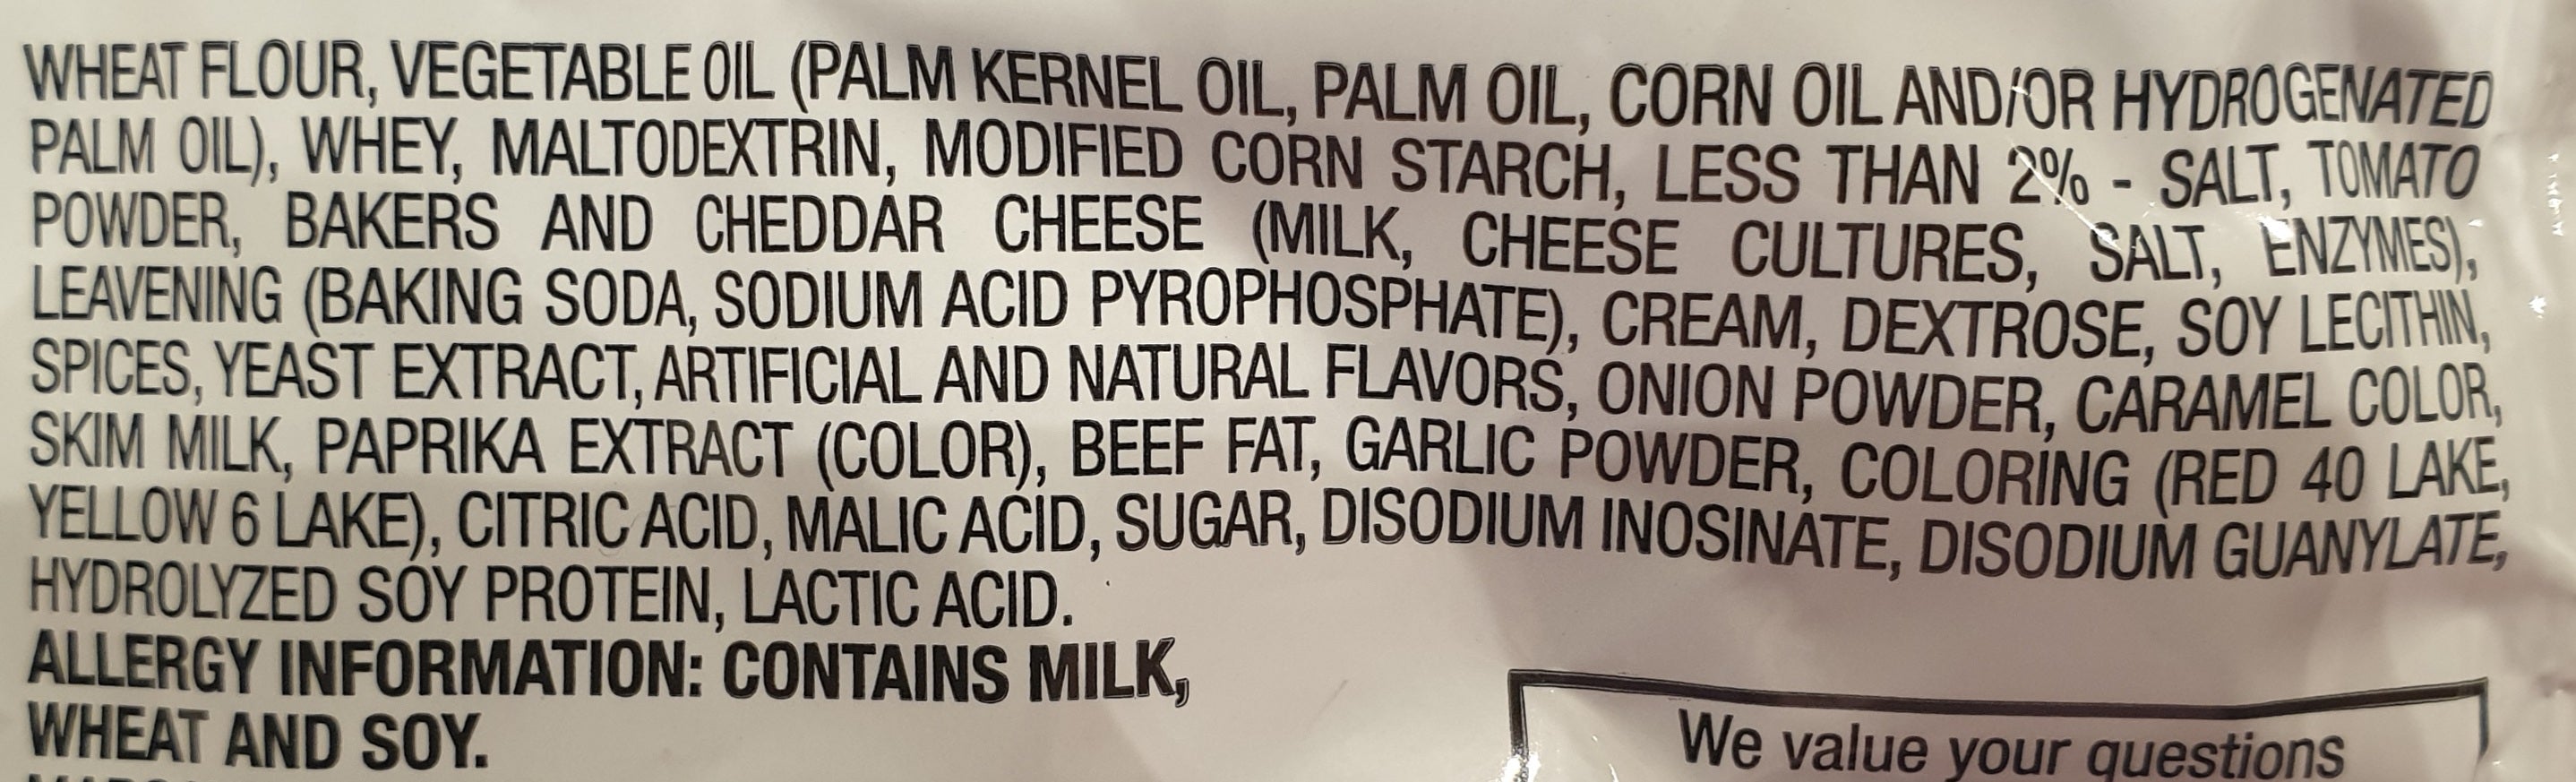 WHEAT FLOUR, VEGETABLE OIL (PALM KERNEL OIL, PALM OIL, CORN OIL AND/OR HYDROGENATED
PALM OIL), WHEY, MALTODEXTRIN, MODIFIED CORN STARCH, LESS THAN 2% - SALT, TOMATO
POWDER, BAKERS AND CHEDDAR CHEESE (MILK, CHEESE CULTURES, SALT, ENZYMES),
LEAVENING (BAKING SODA, SODIUM ACID PYROPHOSPHATE), CREAM, DEXTROSE, SOY LECITHIN,
SPICES, YEAST EXTRACT, ARTIFICIAL AND NATURAL FLAVORS, ONION POWDER, CARAMEL COLOR,
SKIM MILK, PAPRIKA EXTRACT (COLOR), BEEF FAT, GARLIC POWDER, COLORING (RED 40 LAKE,
YELLOW 6 LAKE), CITRIC ACID, MALIC ACID, SUGAR, DISODIUM INOSINATE, DISODIUM GUANYLATE,
HYDROLYZED SOY PROTEIN, LACTIC ACID.
ALLERGY INFORMATION: CONTAINS MILK,
WHEAT AND SOY.
We value your questions